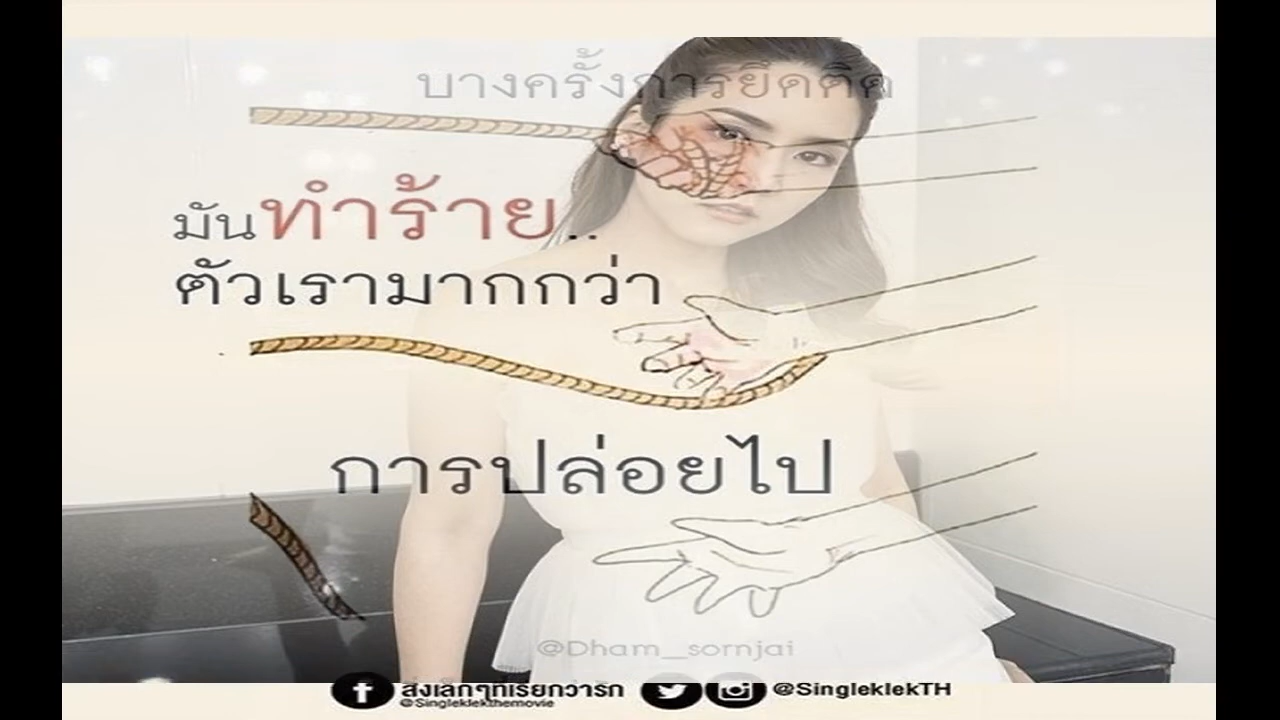 บางครั้งการยึดติด
มันทำร้าย..
ตัวเรามากกว่า
การปล่อยไป
@Dham_sornjai
สิ่งเล็กๆที่เรียกว่ารัก
@Singleklekthemovie
@SingleklekTH